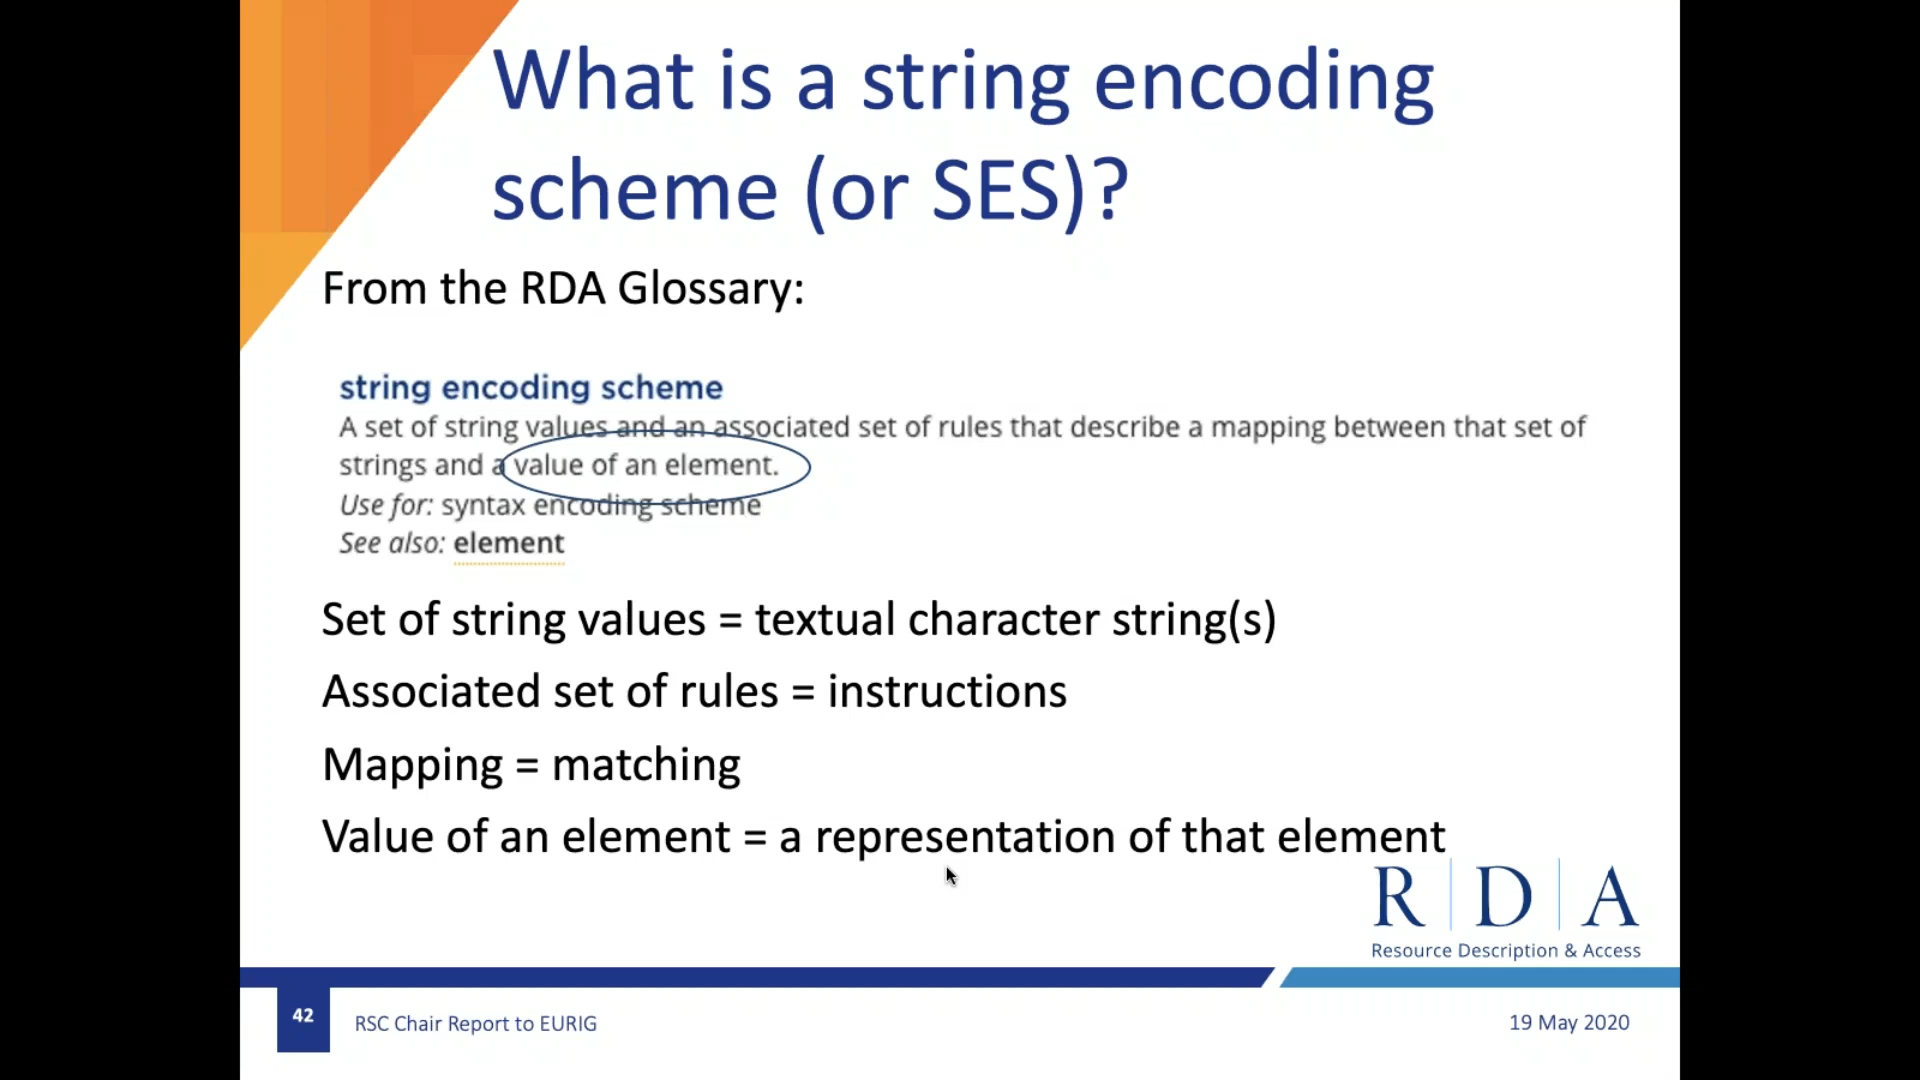 What is a string encoding
scheme (or SES)?
From the RDA Glossary:
string encoding scheme
A set of string values and an associated set of rules that describe a mapping between that set of
strings and a value of an element.
Use for: syntax encoding scheme
See also: element
Set of string values = textual character string(s)
Associated set of rules = instructions
Mapping = matching
Value of an element = a representation of that element
R D A
Resource Description & Access
42
RSC Chair Report to EURIG
19 May 2020